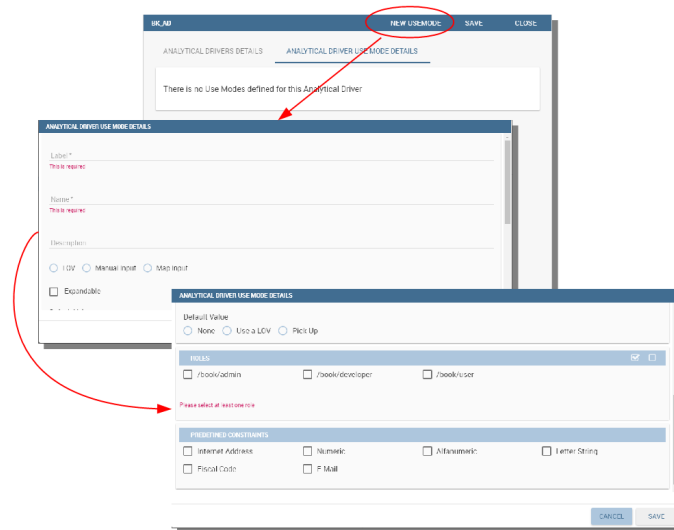 BK_AD NEW USEMODE SAVE CLOSE
ANALYTICAL DRIVERS DETAILS ANALYTICAL DRIVER USE MODE DETAILS
There is no Use Modes defined for this Analytical Driver
ANALYTICAL DRIVER USE MODE DETAILS
Label *
This is required
Name *
This is required
Description
LOV Manual Input Map Input
Expandable
ANALYTICAL DRIVER USE MODE DETAILS
Default Value
None Use a LOV Pick Up
ROLES
/book/admin /book/developer /book/user
Please select at least one role
PREDEFINED CONSTRAINTS
Internet Address Numeric Alfanumeric Letter String
Fiscal Code E-Mail
CANCEL SAVE